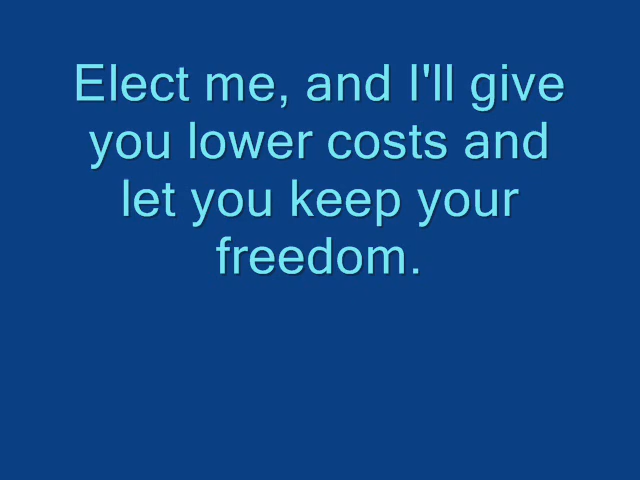 Elect me, and I'll give
you lower costs and
let you keep your
freedom.